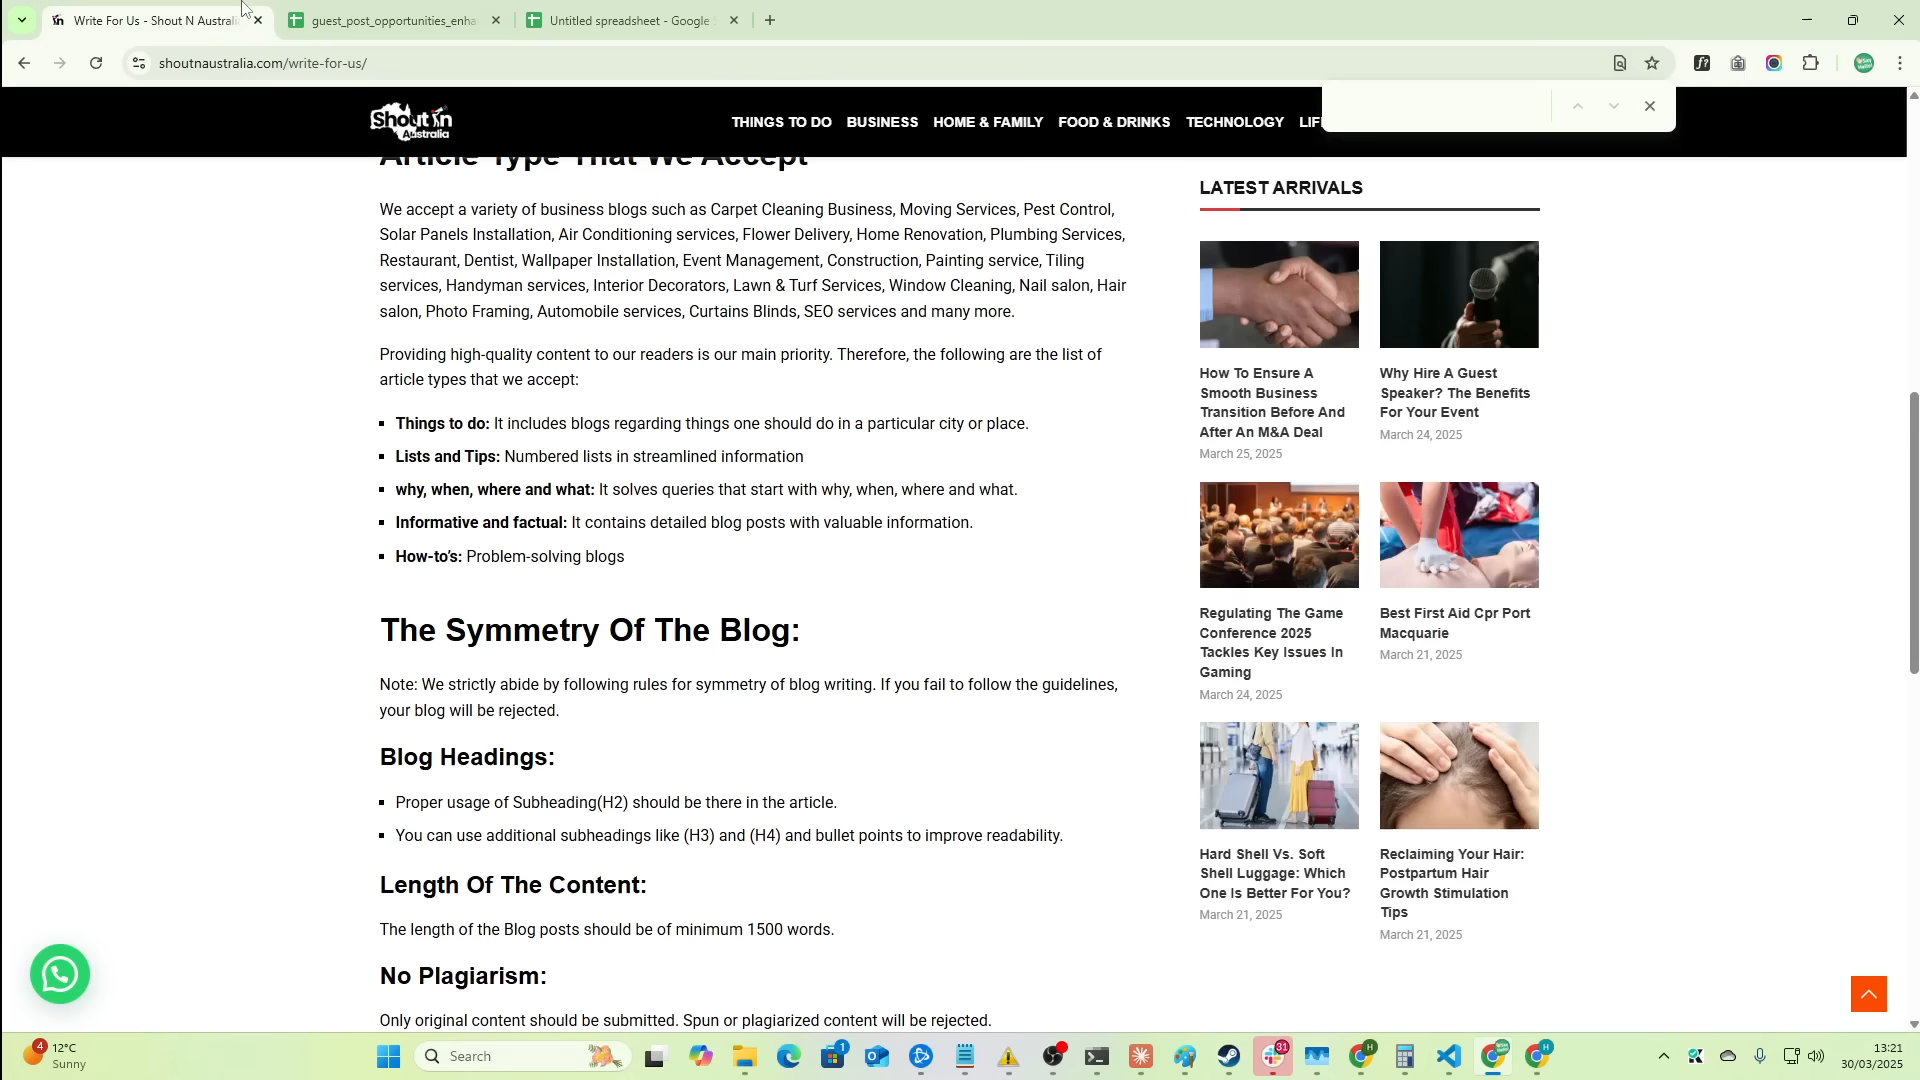 Write For Us - Shout N Austral
guest_post_opportunities_enha
Untitled spreadsheet - Google
shoutnaustralia.com/write-for-us/
Shout in
Australia
THINGS TO DO
BUSINESS
HOME & FAMILY
FOOD & DRINKS
TECHNOLOGY
Article Type That We Accept
We accept a variety of business blogs such as Carpet Cleaning Business, Moving Services, Pest Control,
Solar Panels Installation, Air Conditioning services, Flower Delivery, Home Renovation, Plumbing Services,
Restaurant, Dentist, Wallpaper Installation, Event Management, Construction, Painting service, Tiling
services, Handyman services, Interior Decorators, Lawn & Turf Services, Window Cleaning, Nail salon, Hair
salon, Photo Framing, Automobile services, Curtains Blinds, SEO services and many more.
Providing high-quality content to our readers is our main priority. Therefore, the following are the list of
article types that we accept:
Things to do: It includes blogs regarding things one should do in a particular city or place.
Lists and Tips: Numbered lists in streamlined information
why, when, where and what: It solves queries that start with why, when, where and what.
Informative and factual: It contains detailed blog posts with valuable information.
How-to’s: Problem-solving blogs
The Symmetry Of The Blog:
Note: We strictly abide by following rules for symmetry of blog writing. If you fail to follow the guidelines,
your blog will be rejected.
Blog Headings:
Proper usage of Subheading(H2) should be there in the article.
You can use additional subheadings like (H3) and (H4) and bullet points to improve readability.
Length Of The Content:
The length of the Blog posts should be of minimum 1500 words.
No Plagiarism:
Only original content should be submitted. Spun or plagiarized content will be rejected.
LATEST ARRIVALS
How To Ensure A
Smooth Business
Transition Before And
After An M&A Deal
March 25, 2025
Why Hire A Guest
Speaker? The Benefits
For Your Event
March 24, 2025
Regulating The Game
Conference 2025
Tackles Key Issues In
Gaming
March 24, 2025
Best First Aid Cpr Port
Macquarie
March 21, 2025
Hard Shell Vs. Soft
Shell Luggage: Which
One Is Better For You?
March 21, 2025
Reclaiming Your Hair:
Postpartum Hair
Growth Stimulation
Tips
March 21, 2025
4
12°C
Sunny
Search
1
31
H
H
13:21
30/03/2025